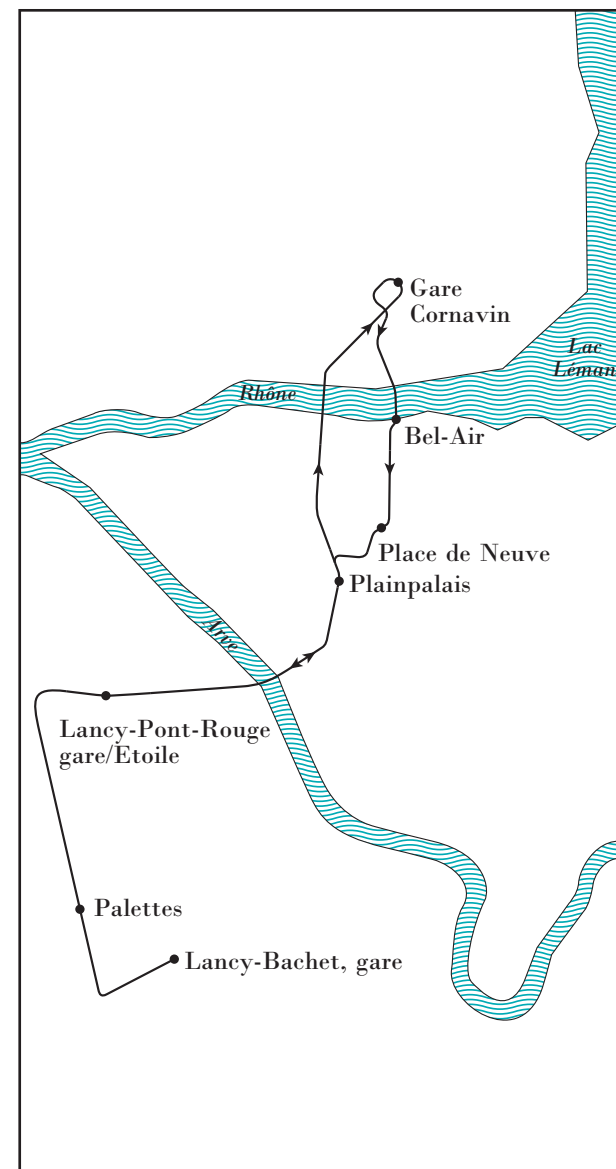 Gare
Cornavin
Lac
Léman
Rhône
Bel-Air
Place de Neuve
Plainpalais
Arve
Lancy-Pont-Rouge
gare/Etoile
Palettes
Lancy-Bachet, gare